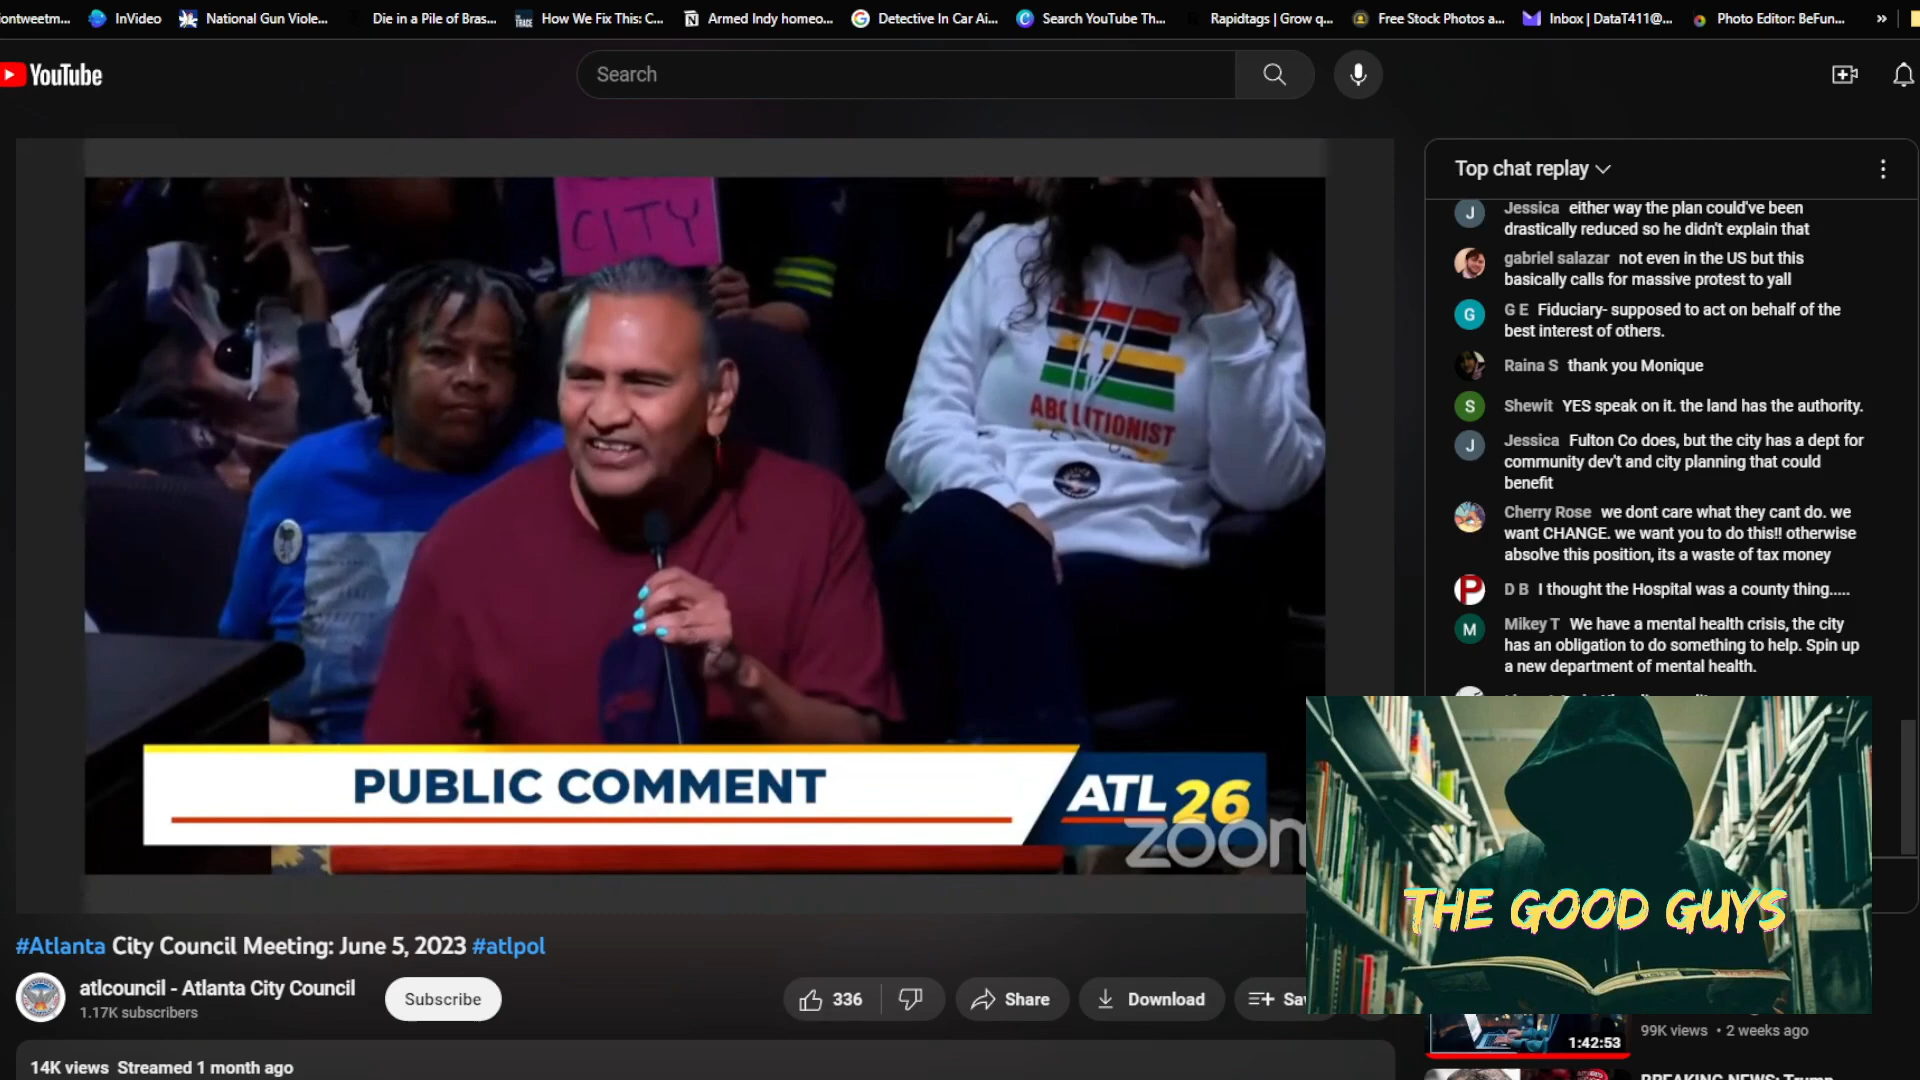 iontweetm...
InVideo
National Gun Viole...
Die in a Pile of Bras...
How We Fix This: C...
Armed Indy homeo...
Detective In Car Ai...
Search YouTube Th...
Rapidtags | Grow q...
Free Stock Photos a...
Inbox | DataT411@...
Photo Editor: BeFun...
»
YouTube
Search
CITY
ABOLITIONIST
PUBLIC COMMENT
ATL 26
zoom
Top chat replay
Jessica either way the plan could've been
drastically reduced so he didn't explain that
gabriel salazar not even in the US but this
basically calls for massive protest to yall
G
G E Fiduciary- supposed to act on behalf of the
best interest of others.
Raina S thank you Monique
S
Shewit YES speak on it. the land has the authority.
J
Jessica Fulton Co does, but the city has a dept for
community dev't and city planning that could
benefit
Cherry Rose we dont care what they cant do. we
want CHANGE. we want you to do this!! otherwise
absolve this position, its a waste of tax money
P
D B I thought the Hospital was a county thing.....
M
Mikey T We have a mental health crisis, the city
has an obligation to do something to help. Spin up
a new department of mental health.
THE GOOD GUYS
#Atlanta City Council Meeting: June 5, 2023 #atlpol
atlcouncil - Atlanta City Council
1.17K subscribers
Subscribe
336
Share
Download
Sav
14K views Streamed 1 month ago
1:42:53
99K views • 2 weeks ago
BREAKING NEWS: Trump